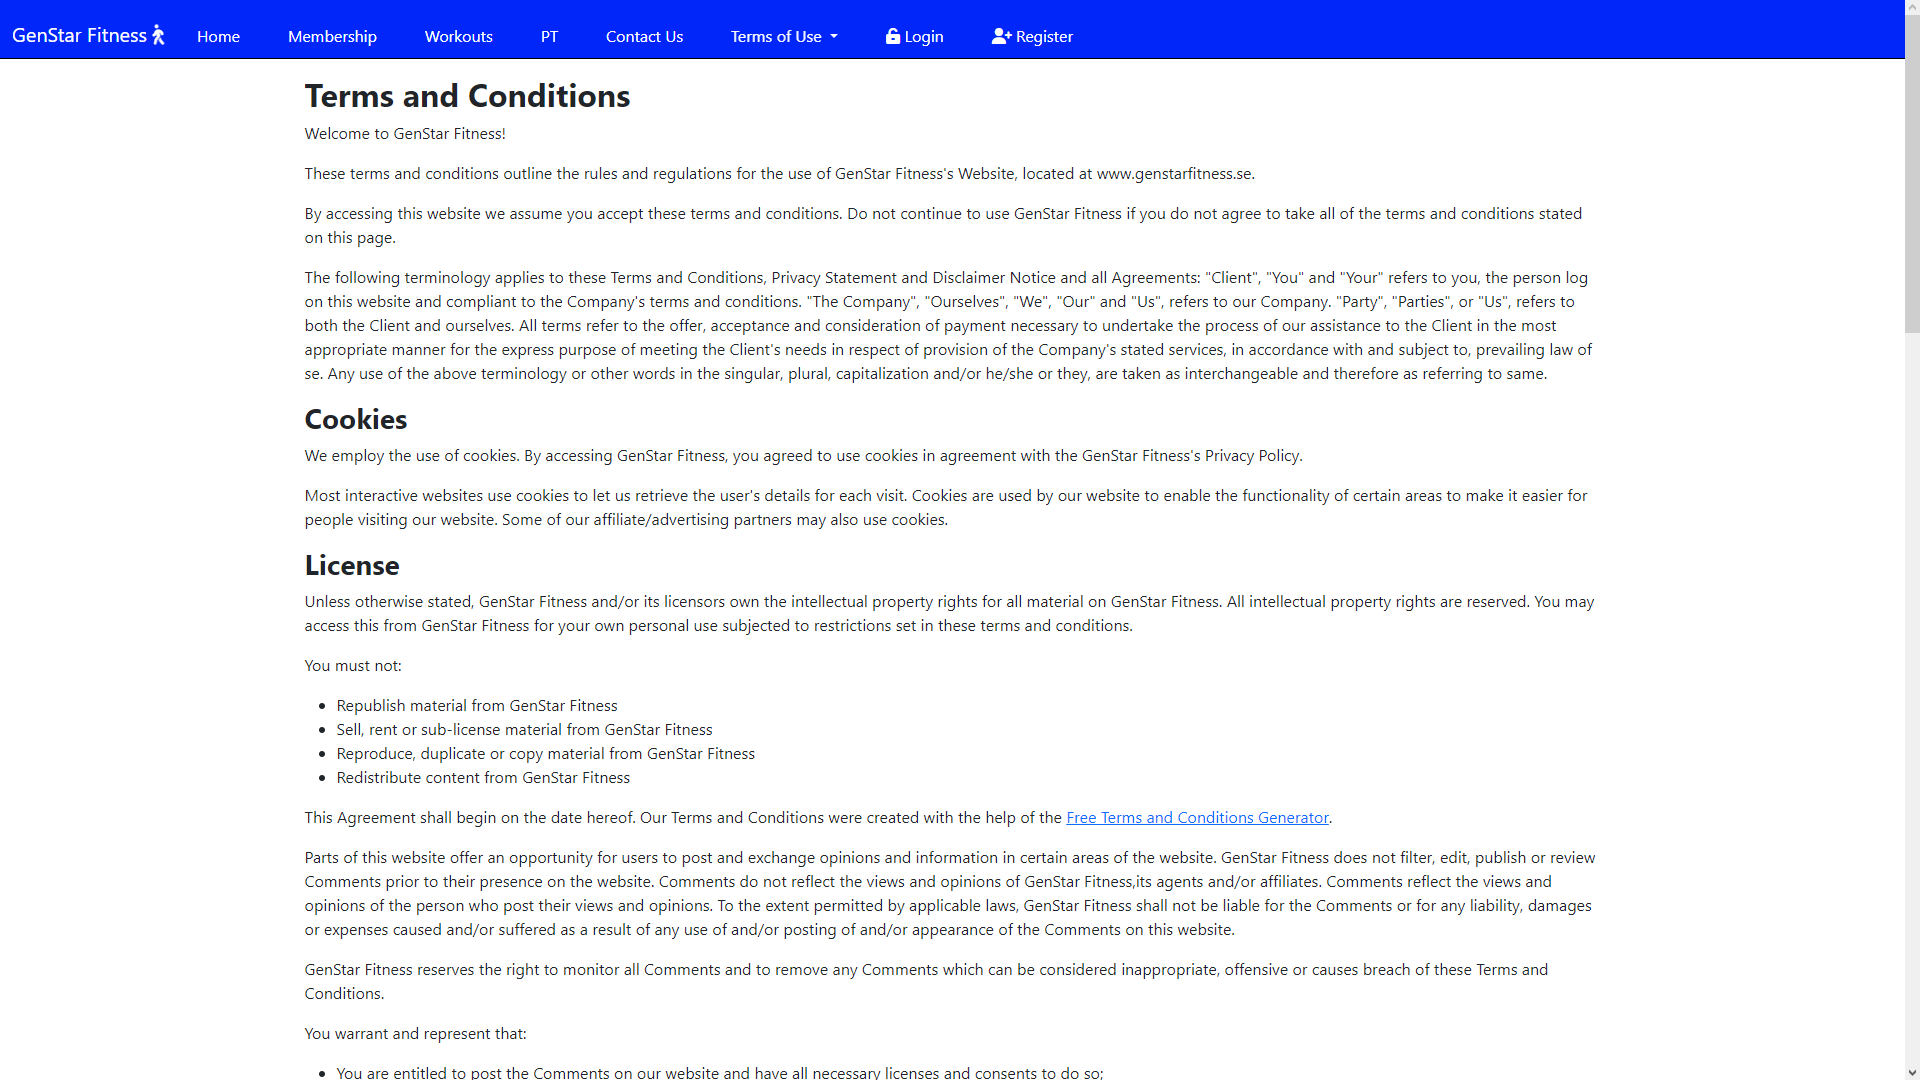 GenStar Fitness Home Membership Workouts PT Contact Us Terms of Use Login Register
Terms and Conditions
Welcome to GenStar Fitness!
These terms and conditions outline the rules and regulations for the use of GenStar Fitness's Website, located at www.genstarfitness.se.
By accessing this website we assume you accept these terms and conditions. Do not continue to use GenStar Fitness if you do not agree to take all of the terms and conditions stated
on this page.
The following terminology applies to these Terms and Conditions, Privacy Statement and Disclaimer Notice and all Agreements: "Client", "You" and "Your" refers to you, the person log
on this website and compliant to the Company's terms and conditions. "The Company", "Ourselves", "We", "Our" and "Us", refers to our Company. "Party", "Parties", or "Us", refers to
both the Client and ourselves. All terms refer to the offer, acceptance and consideration of payment necessary to undertake the process of our assistance to the Client in the most
appropriate manner for the express purpose of meeting the Client's needs in respect of provision of the Company's stated services, in accordance with and subject to, prevailing law of
se. Any use of the above terminology or other words in the singular, plural, capitalization and/or he/she or they, are taken as interchangeable and therefore as referring to same.
Cookies
We employ the use of cookies. By accessing GenStar Fitness, you agreed to use cookies in agreement with the GenStar Fitness's Privacy Policy.
Most interactive websites use cookies to let us retrieve the user's details for each visit. Cookies are used by our website to enable the functionality of certain areas to make it easier for
people visiting our website. Some of our affiliate/advertising partners may also use cookies.
License
Unless otherwise stated, GenStar Fitness and/or its licensors own the intellectual property rights for all material on GenStar Fitness. All intellectual property rights are reserved. You may
access this from GenStar Fitness for your own personal use subjected to restrictions set in these terms and conditions.
You must not:
• Republish material from GenStar Fitness
• Sell, rent or sub-license material from GenStar Fitness
• Reproduce, duplicate or copy material from GenStar Fitness
• Redistribute content from GenStar Fitness
This Agreement shall begin on the date hereof. Our Terms and Conditions were created with the help of the Free Terms and Conditions Generator.
Parts of this website offer an opportunity for users to post and exchange opinions and information in certain areas of the website. GenStar Fitness does not filter, edit, publish or review
Comments prior to their presence on the website. Comments do not reflect the views and opinions of GenStar Fitness,its agents and/or affiliates. Comments reflect the views and
opinions of the person who post their views and opinions. To the extent permitted by applicable laws, GenStar Fitness shall not be liable for the Comments or for any liability, damages
or expenses caused and/or suffered as a result of any use of and/or posting of and/or appearance of the Comments on this website.
GenStar Fitness reserves the right to monitor all Comments and to remove any Comments which can be considered inappropriate, offensive or causes breach of these Terms and
Conditions.
You warrant and represent that:
• You are entitled to post the Comments on our website and have all necessary licenses and consents to do so;